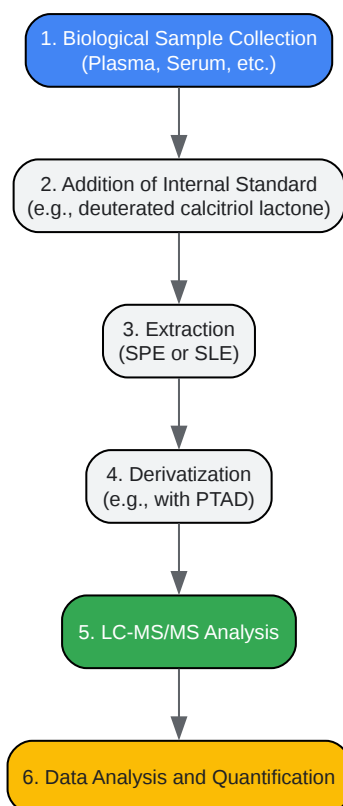 1. Biological Sample Collection
(Plasma, Serum, etc.)
2. Addition of Internal Standard
(e.g., deuterated calcitriol lactone)
3. Extraction
(SPE or SLE)
4. Derivatization
(e.g., with PTAD)
5. LC-MS/MS Analysis
6. Data Analysis and Quantification